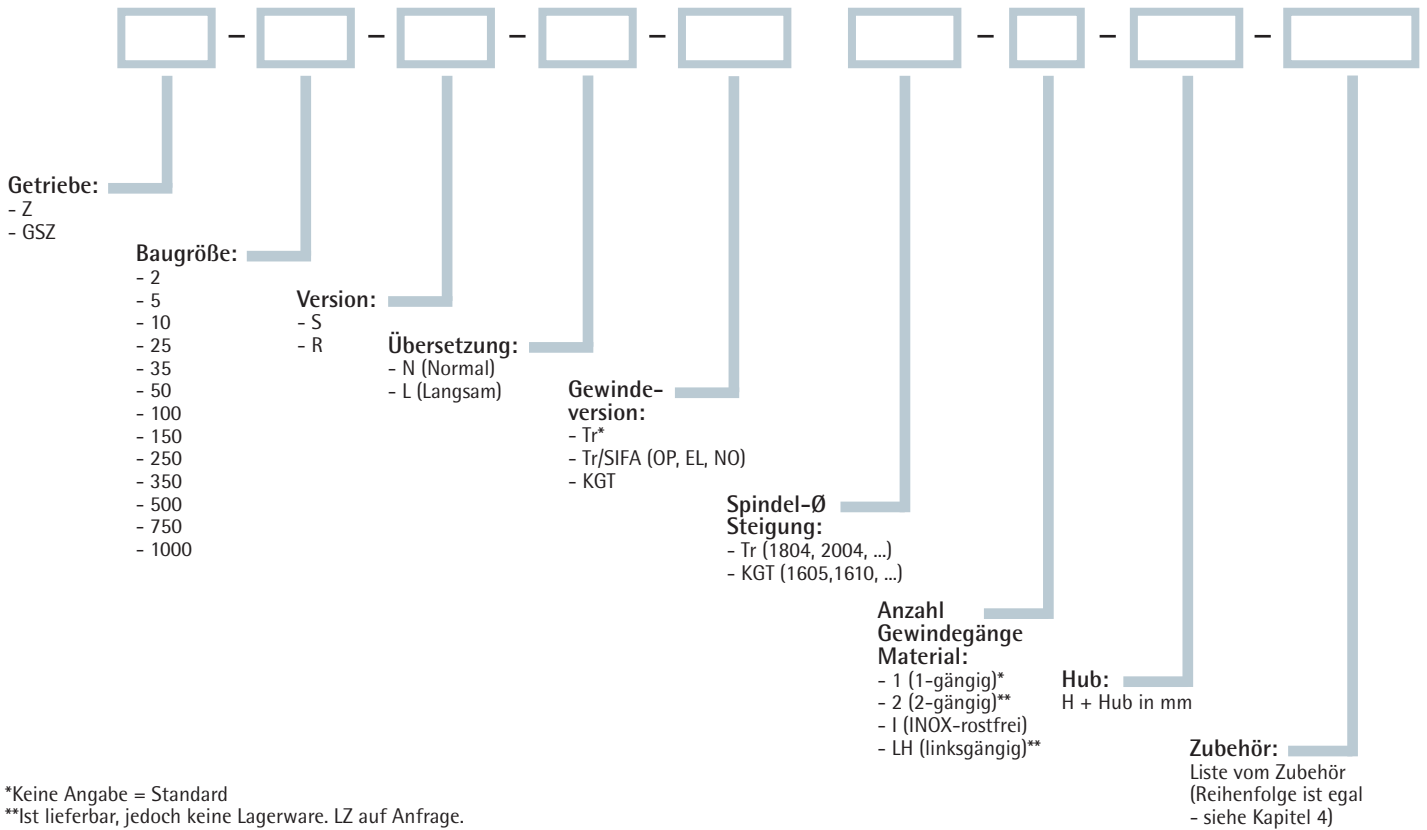 – – – – – – –
Getriebe:
- Z
- GSZ
Baugröße:
- 2
- 5
- 10
- 25
- 35
- 50
- 100
- 150
- 250
- 350
- 500
- 750
- 1000
Version:
- S
- R
Übersetzung:
- N (Normal)
- L (Langsam)
Gewinde-
version:
- Tr*
- Tr/SIFA (OP, EL, NO)
- KGT
Spindel-Ø
Steigung:
- Tr (1804, 2004, ...)
- KGT (1605,1610, ...)
Anzahl
Gewindegänge
Material:
- 1 (1-gängig)*
- 2 (2-gängig)**
- I (INOX-rostfrei)
- LH (linksgängig)**
Hub:
H + Hub in mm
Zubehör:
Liste vom Zubehör
(Reihenfolge ist egal
- siehe Kapitel 4)
*Keine Angabe = Standard
**Ist lieferbar, jedoch keine Lagerware. LZ auf Anfrage.